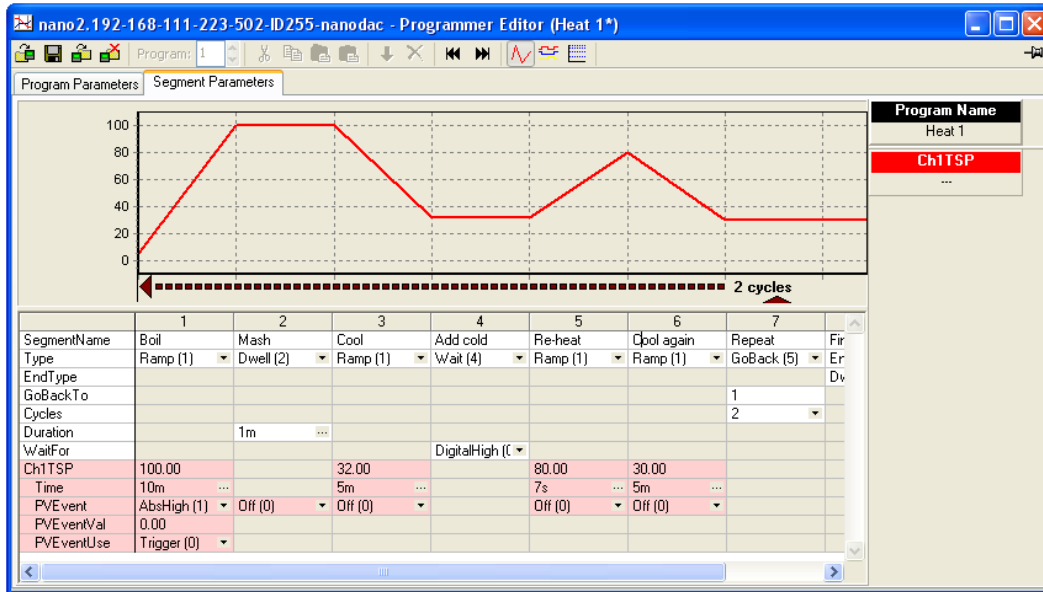 nano2.192-168-111-223-502-ID255-nanodac - Programmer Editor (Heat 1*)
Program: 1
Program Parameters Segment Parameters
Program Name
Heat 1
Ch1TSP
---
100
80
60
40
20
0
2 cycles
1 2 3 4 5 6 7
SegmentName Boil Mash Cool Add cold Re-heat Cool again Repeat Fin
Type Ramp (1) Dwell (2) Ramp (1) Wait (4) Ramp (1) Ramp (1) GoBack (5) En
EndType Dw
GoBackTo 1
Cycles 2
Duration 1m ...
WaitFor DigitalHigh (0
Ch1TSP 100.00 32.00 80.00 30.00
Time 10m ... 5m ... 7s ... 5m ...
PVEvent AbsHigh (1) Off (0) Off (0) Off (0) Off (0)
PVEventVal 0.00
PVEventUse Trigger (0)